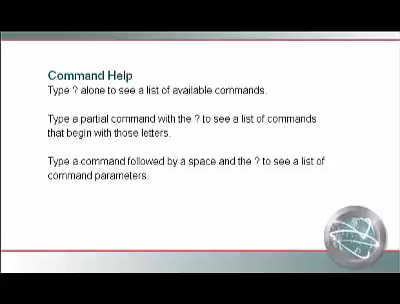 Command Help
Type ? alone to see a list of available commands.
Type a partial command with the ? to see a list of commands
that begin with those letters.
Type a command followed by a space and the ? to see a list of
command parameters.